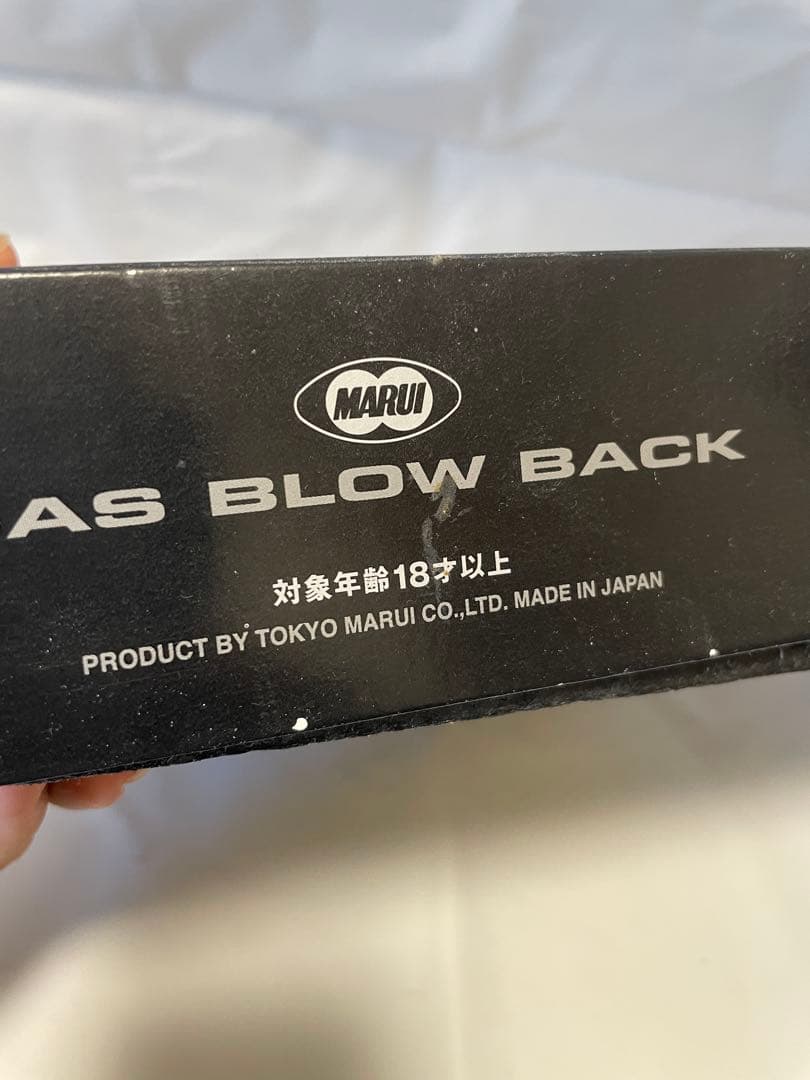 MARUI
AS BLOW BACK
対象年齢18才以上
PRODUCT BY TOKYO MARUI CO.,LTD. MADE IN JAPAN